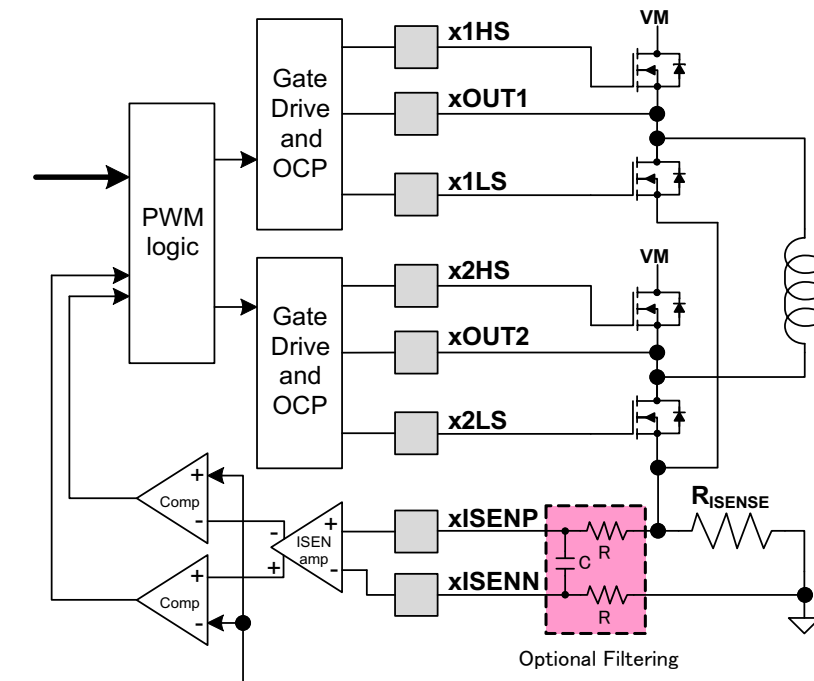 VM
x1HS
Gate
Drive
and
OCP
xOUT1
x1LS
PWM
logic
VM
x2HS
Gate
Drive
and
OCP
xOUT2
x2LS
+
Comp
-
RISENSE
xISENP
+
-
ISEN
amp
+
-
R
C
xISENN
+
Comp
-
R
Optional Filtering